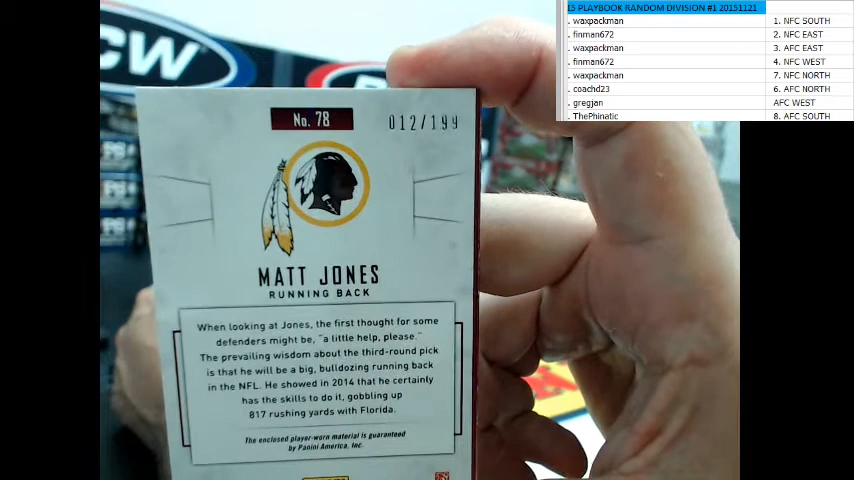 15 PLAYBOOK RANDOM DIVISION #1 20151121
. waxpackman 1. NFC SOUTH
. finman672 2. NFC EAST
. waxpackman 3. AFC EAST
. finman672 4. NFC WEST
. waxpackman 7. NFC NORTH
. coachd23 6. AFC NORTH
. gregjan AFC WEST
. ThePhinatic 8. AFC SOUTH
CW
No. 78
012/199
MATT JONES
RUNNING BACK
When looking at Jones, the first thought for some
defenders might be, "a little help, please."
The prevailing wisdom about the third-round pick
is that he will be a big, bulldozing running back
in the NFL. He showed in 2014 that he certainly
has the skills to do it, gobbling up
817 rushing yards with Florida.
The enclosed player-worn material is guaranteed
by Panini America, Inc.